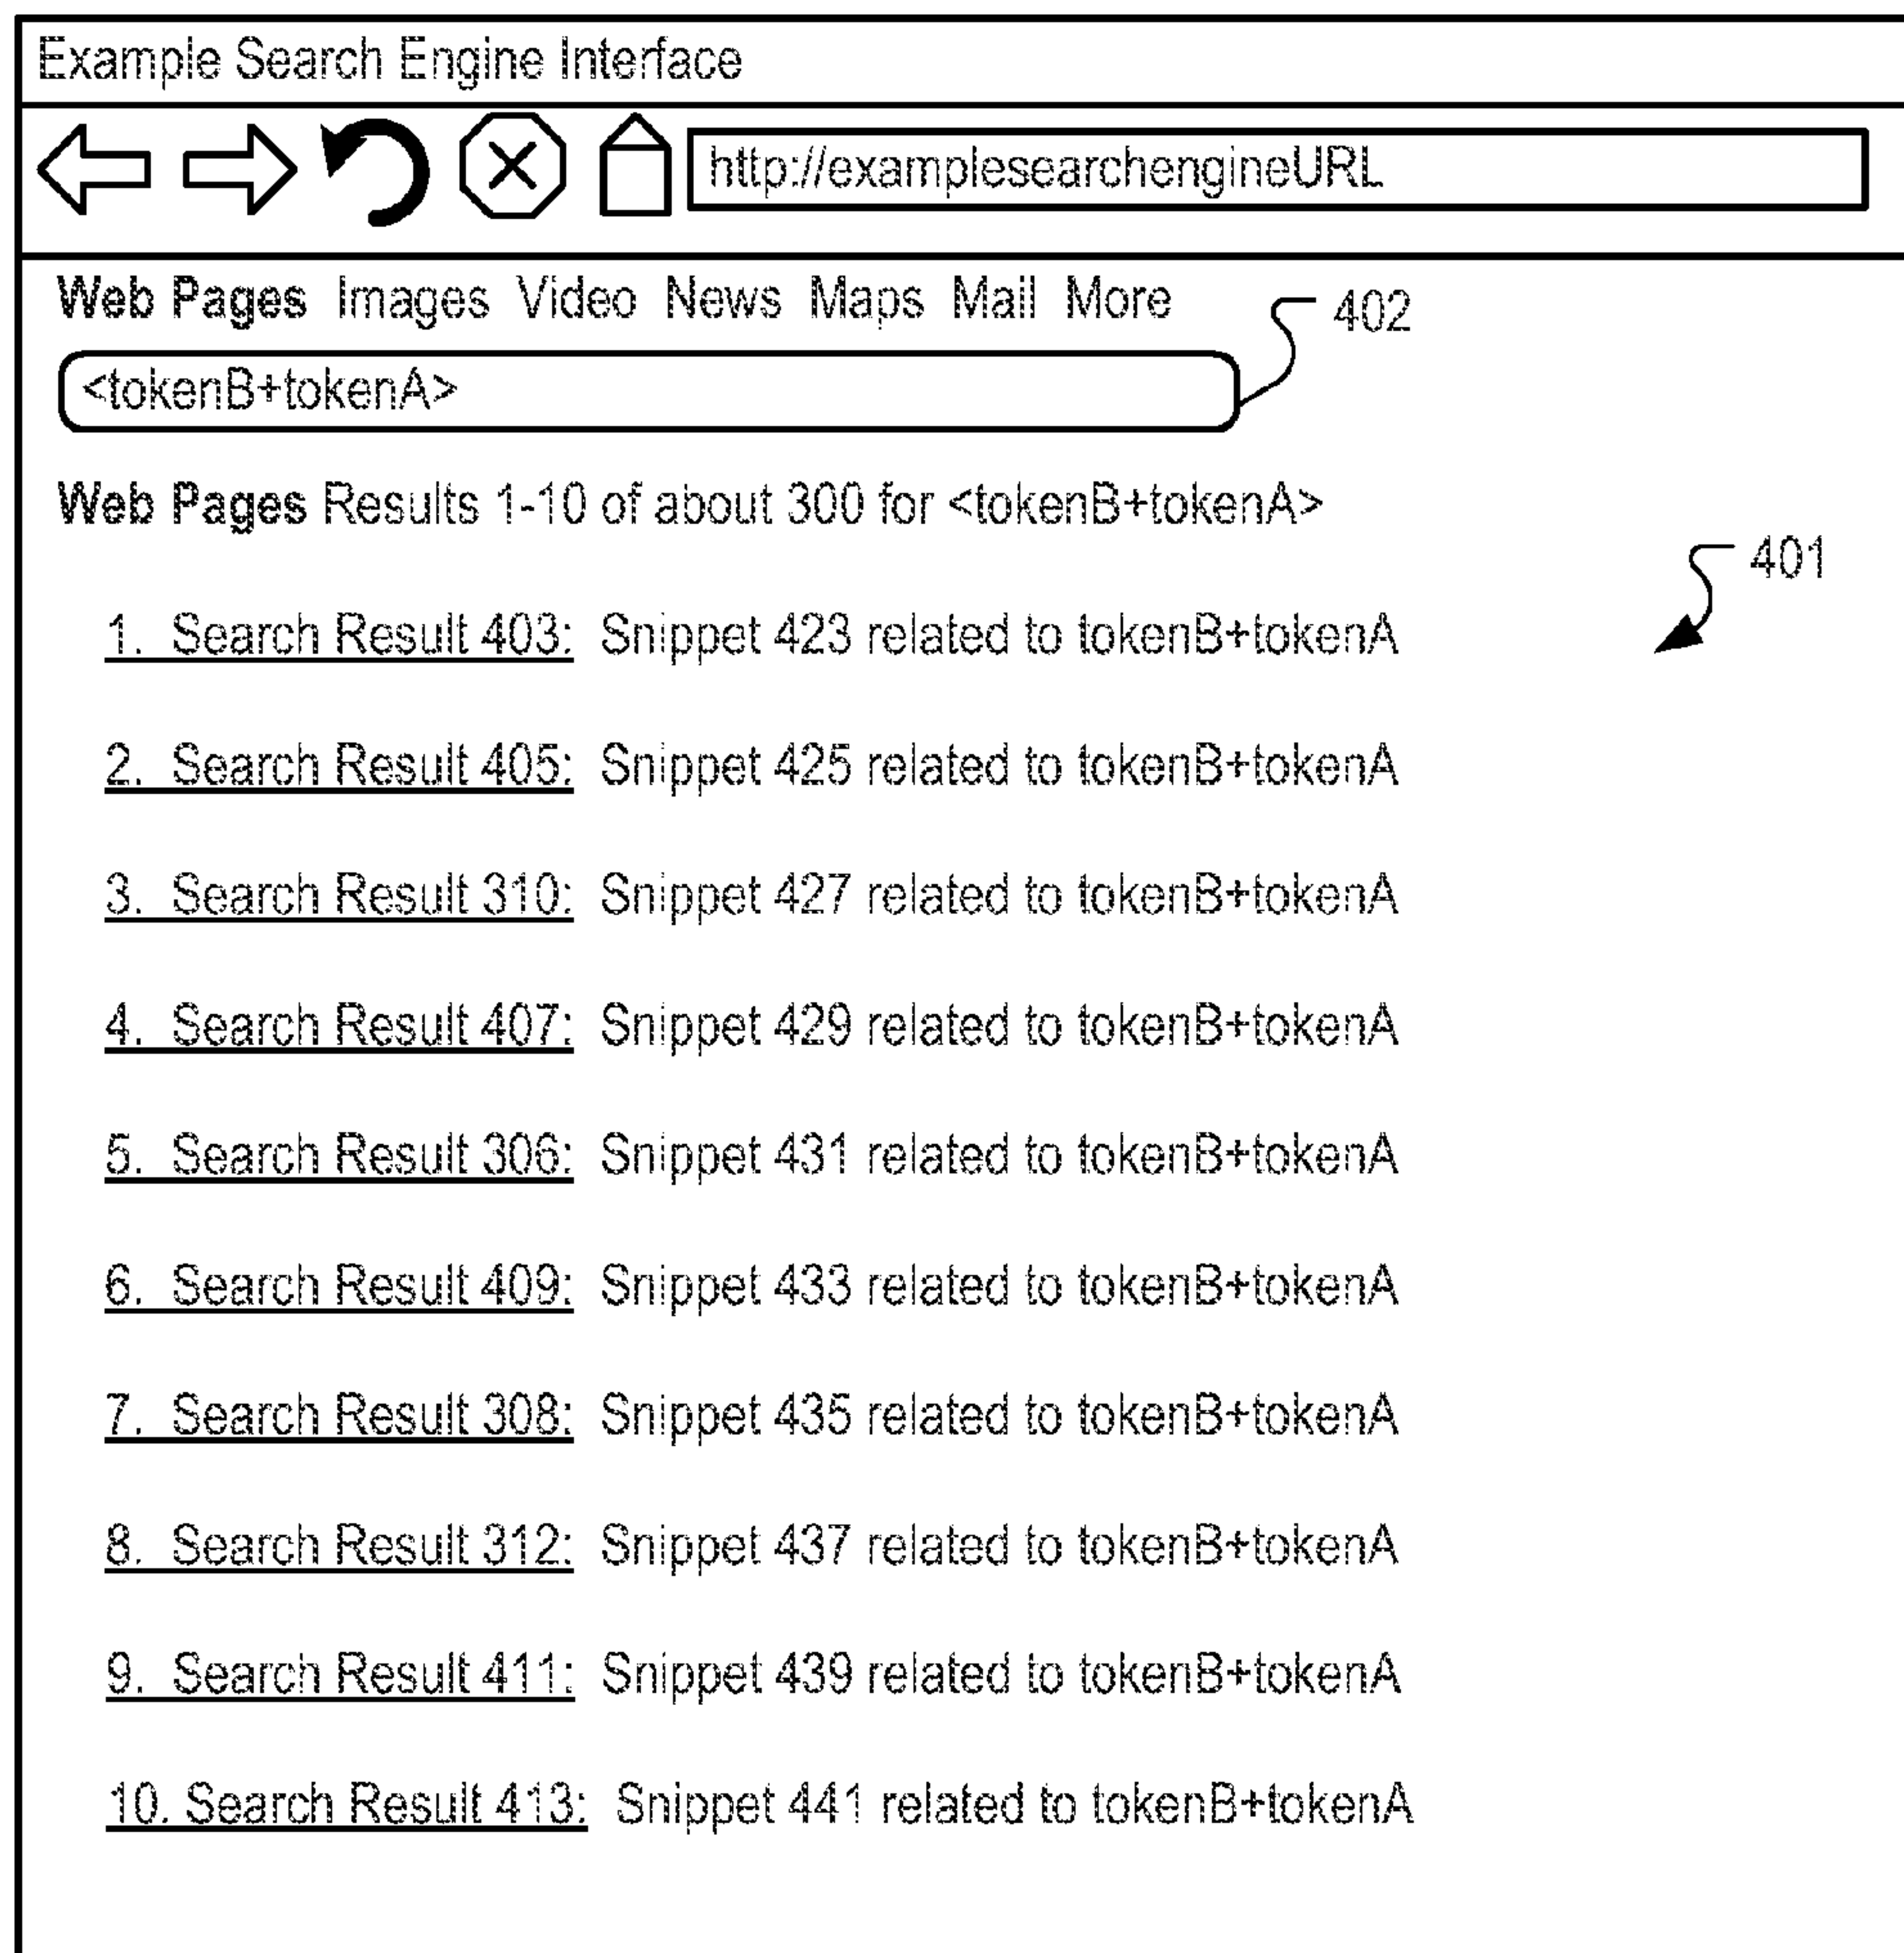 Example Search Engine Interface
http://examplesearchengineURL
Web Pages Images Video News Maps Mail More
402
<tokenB+tokenA>
Web Pages Results 1-10 of about 300 for <tokenB+tokenA>
401
1. Search Result 403: Snippet 423 related to tokenB+tokenA
2. Search Result 405: Snippet 425 related to tokenB+tokenA
3. Search Result 310: Snippet 427 related to tokenB+tokenA
4. Search Result 407: Snippet 429 related to tokenB+tokenA
5. Search Result 306: Snippet 431 related to tokenB+tokenA
6. Search Result 409: Snippet 433 related to tokenB+tokenA
7. Search Result 308: Snippet 435 related to tokenB+tokenA
8. Search Result 312: Snippet 437 related to tokenB+tokenA
9. Search Result 411: Snippet 439 related to tokenB+tokenA
10. Search Result 413: Snippet 441 related to tokenB+tokenA